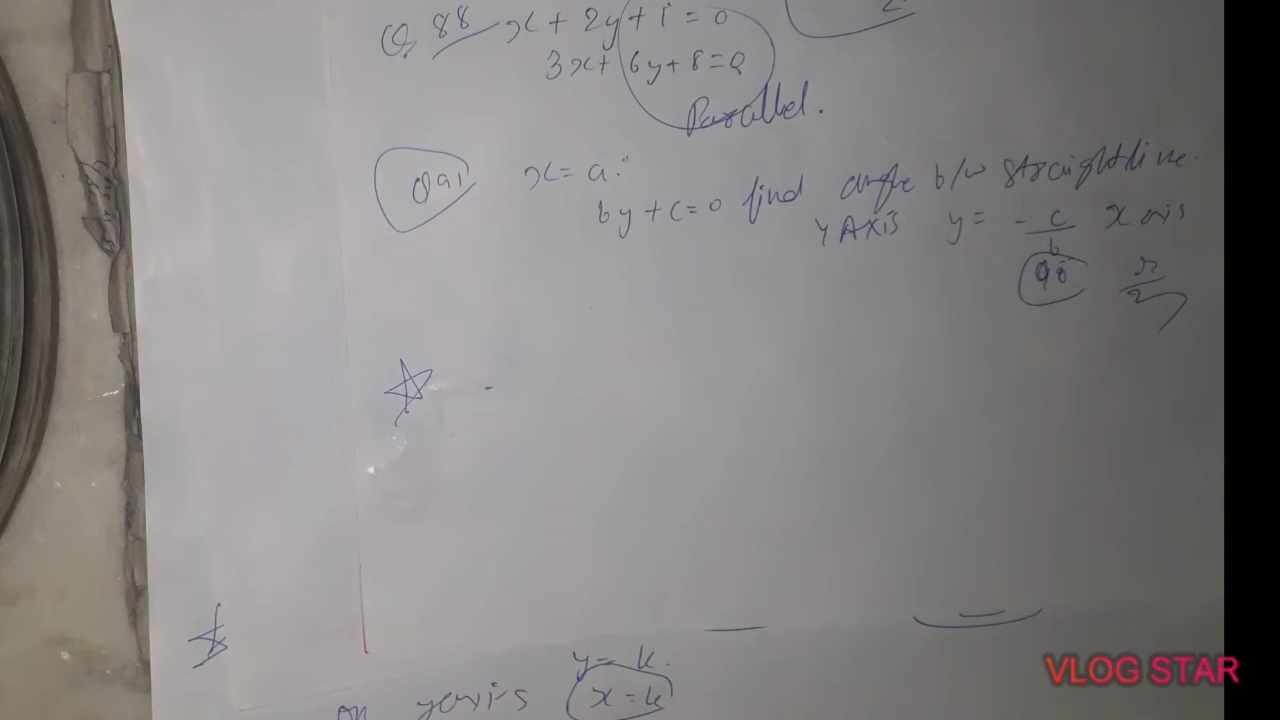 Q. 88 x + 2y + 1 = 0
3x + 6y + 8 = 0
Parallel.
Q91 x = a.
by + c = 0 find angle b/w straight line.
Y AXIS y = - c/b x axis
90° π/2
y = k.
on yaxis x = k
VLOG STAR